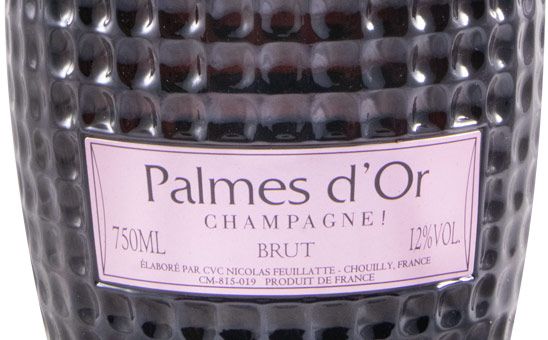 Palmes d'Or
CHAMPAGNE!
750ML BRUT 12%VOL.
ÉLABORÉ PAR CVC NICOLAS FEUILLATTE - CHOUILLY, FRANCE
CM-815-019 PRODUIT DE FRANCE